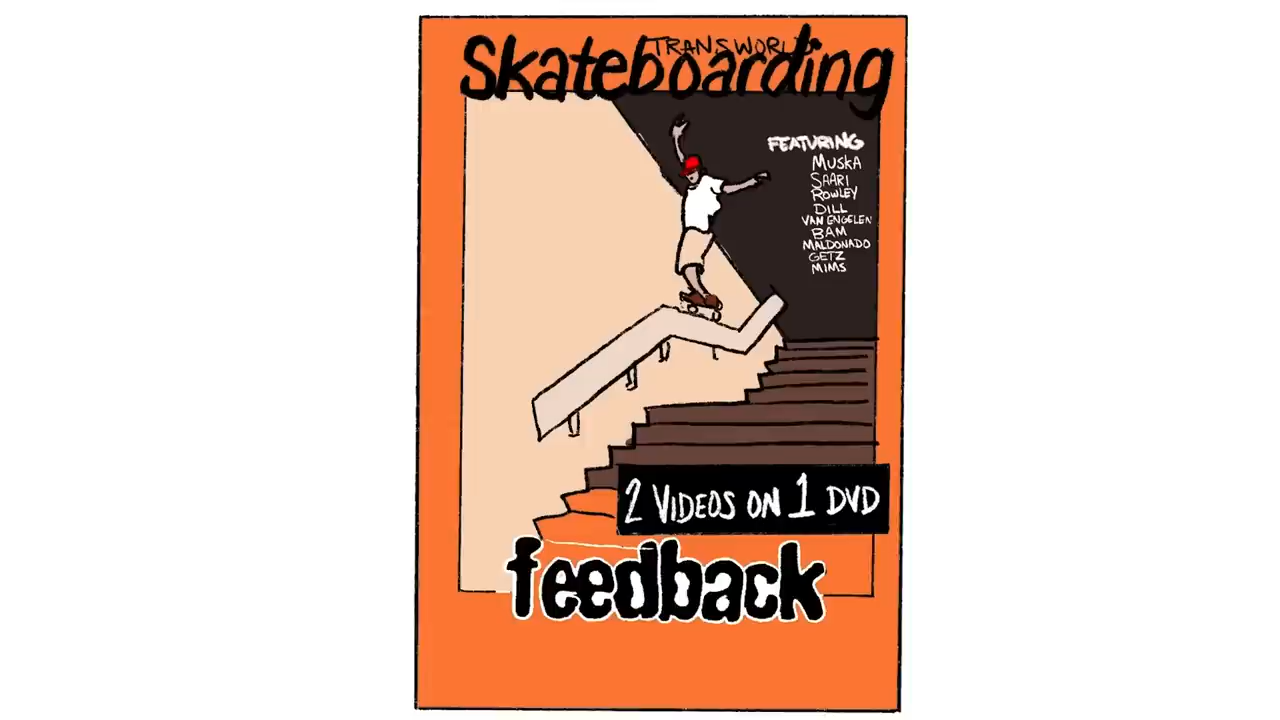 TRANSWORLD
Skateboarding
FEATURING
MUSKA
SAARI
ROWLEY
DILL
VAN ENGELEN
BAM
MALDONADO
GETZ
MIMS
2 VIDEOS ON 1 DVD
feedback